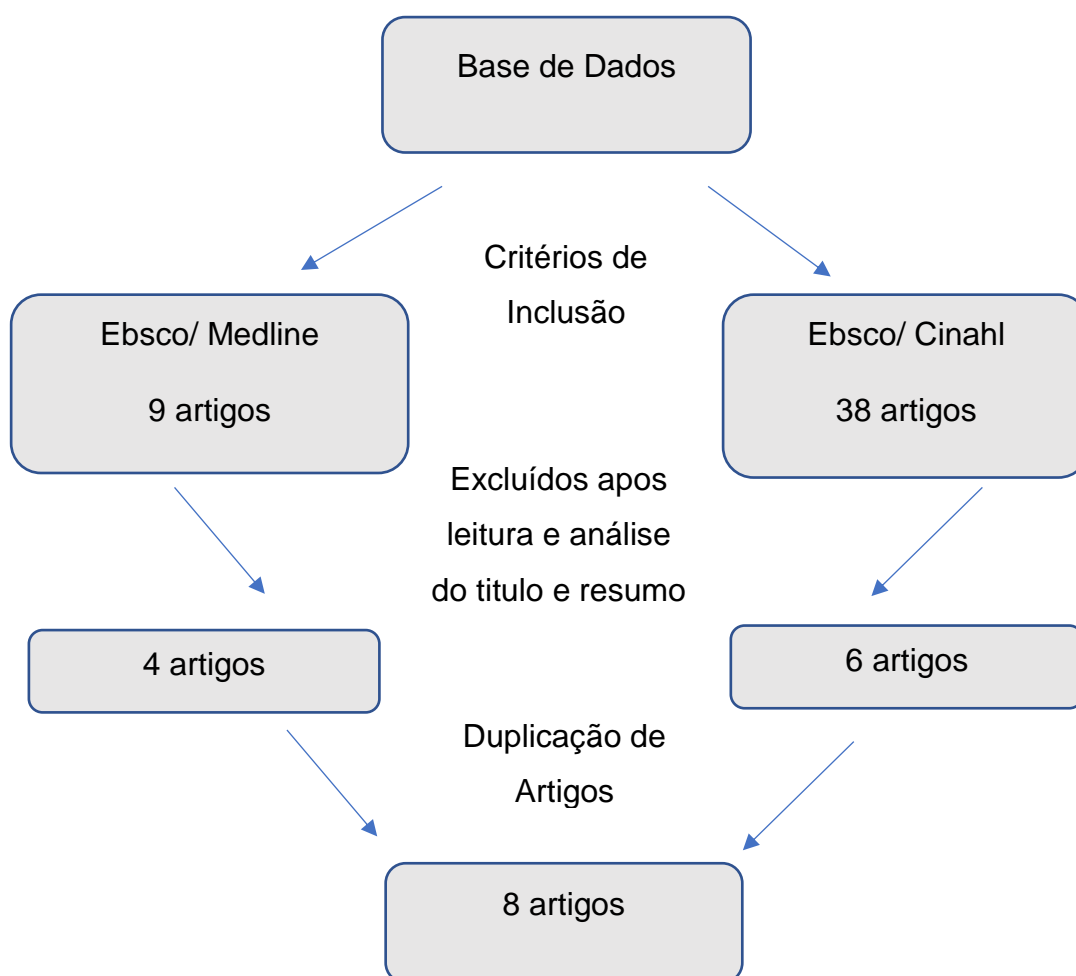 Base de Dados
Critérios de
Inclusão
Ebsco/ Medline
9 artigos
Ebsco/ Cinahl
38 artigos
Excluídos apos
leitura e análise
do titulo e resumo
4 artigos
6 artigos
Duplicação de
Artigos
8 artigos